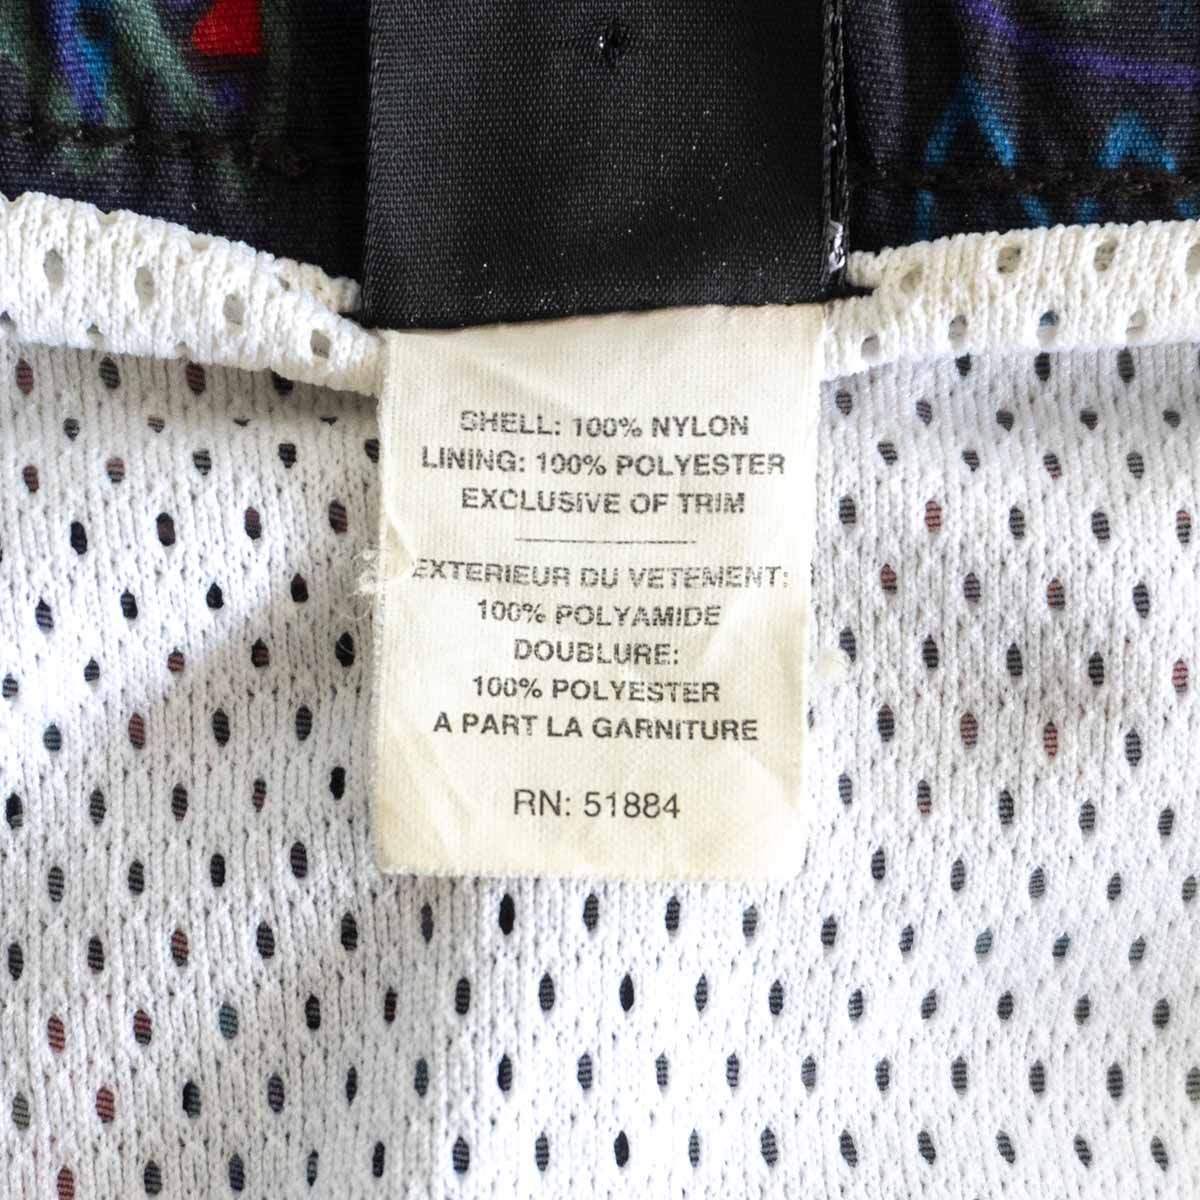 SHELL: 100% NYLON
LINING: 100% POLYESTER
EXCLUSIVE OF TRIM
EXTERIEUR DU VETEMENT:
100% POLYAMIDE
DOUBLURE:
100% POLYESTER
A PART LA GARNITURE
RN: 51884